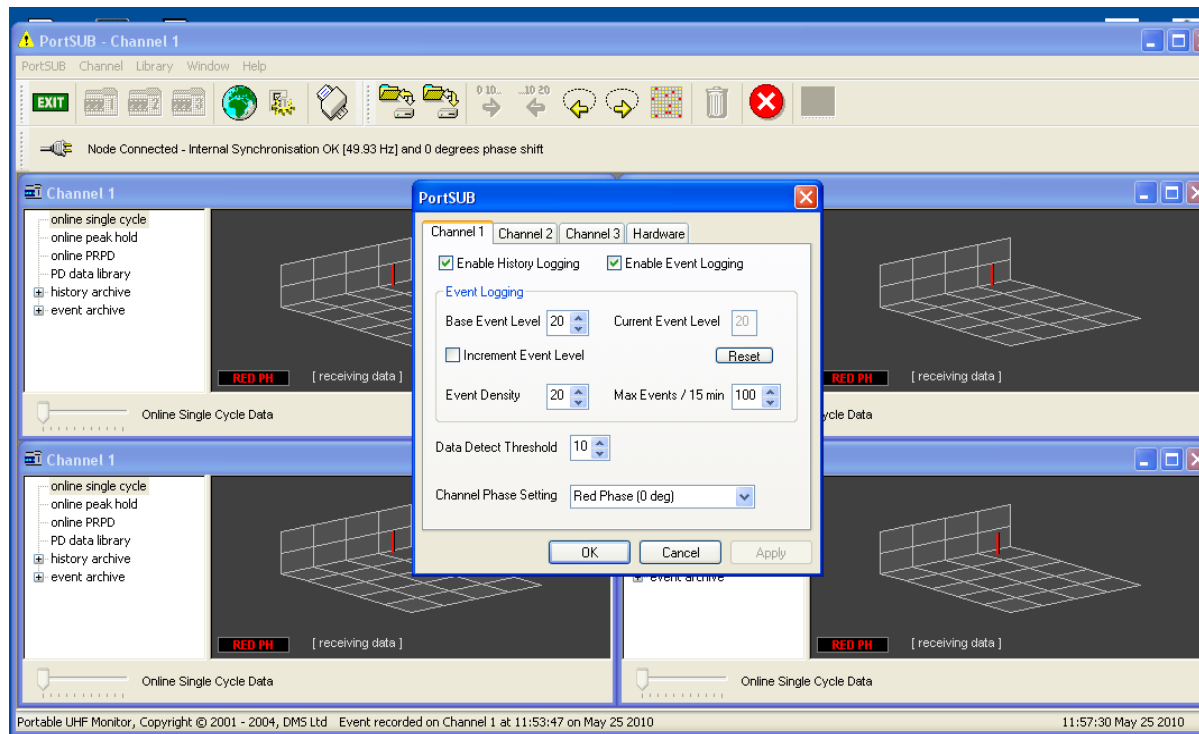 PortSUB - Channel 1
PortSUB Channel Library Window Help
EXIT 1 2 3 0 10... ...10 20
Node Connected - Internal Synchronisation OK [49.93 Hz] and 0 degrees phase shift
Channel 1
online single cycle
online peak hold
online PRPD
PD data library
history archive
event archive
RED PH [ receiving data ]
Online Single Cycle Data
PortSUB
Channel 1 Channel 2 Channel 3 Hardware
Enable History Logging Enable Event Logging
Event Logging
Base Event Level 20 Current Event Level 20
Increment Event Level Reset
Event Density 20 Max Events / 15 min 100
Data Detect Threshold 10
Channel Phase Setting Red Phase (0 deg)
OK Cancel Apply
RED PH [ receiving data ]
ycle Data
Channel 1
online single cycle
online peak hold
online PRPD
PD data library
history archive
event archive
RED PH [ receiving data ]
Online Single Cycle Data
event archive
RED PH [ receiving data ]
Online Single Cycle Data
Portable UHF Monitor, Copyright © 2001 - 2004, DMS Ltd Event recorded on Channel 1 at 11:53:47 on May 25 2010 11:57:30 May 25 2010